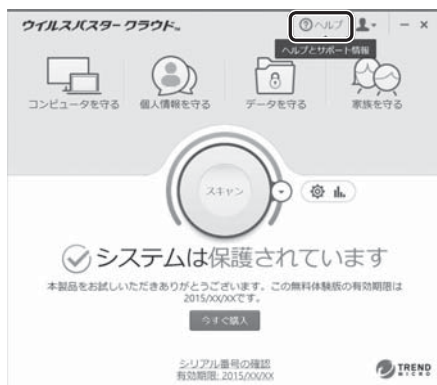 ウイルスバスター クラウド™
?ヘルプ
ヘルプとサポート情報
コンピュータを守る
個人情報を守る
データを守る
家族を守る
スキャン
システムは保護されています
本製品をお試しいただきありがとうございます。この無料体験版の有効期限は
2015/XX/XXです。
今すぐ購入
シリアル番号の確認
有効期限: 2015/XX/XX
TREND
MICRO